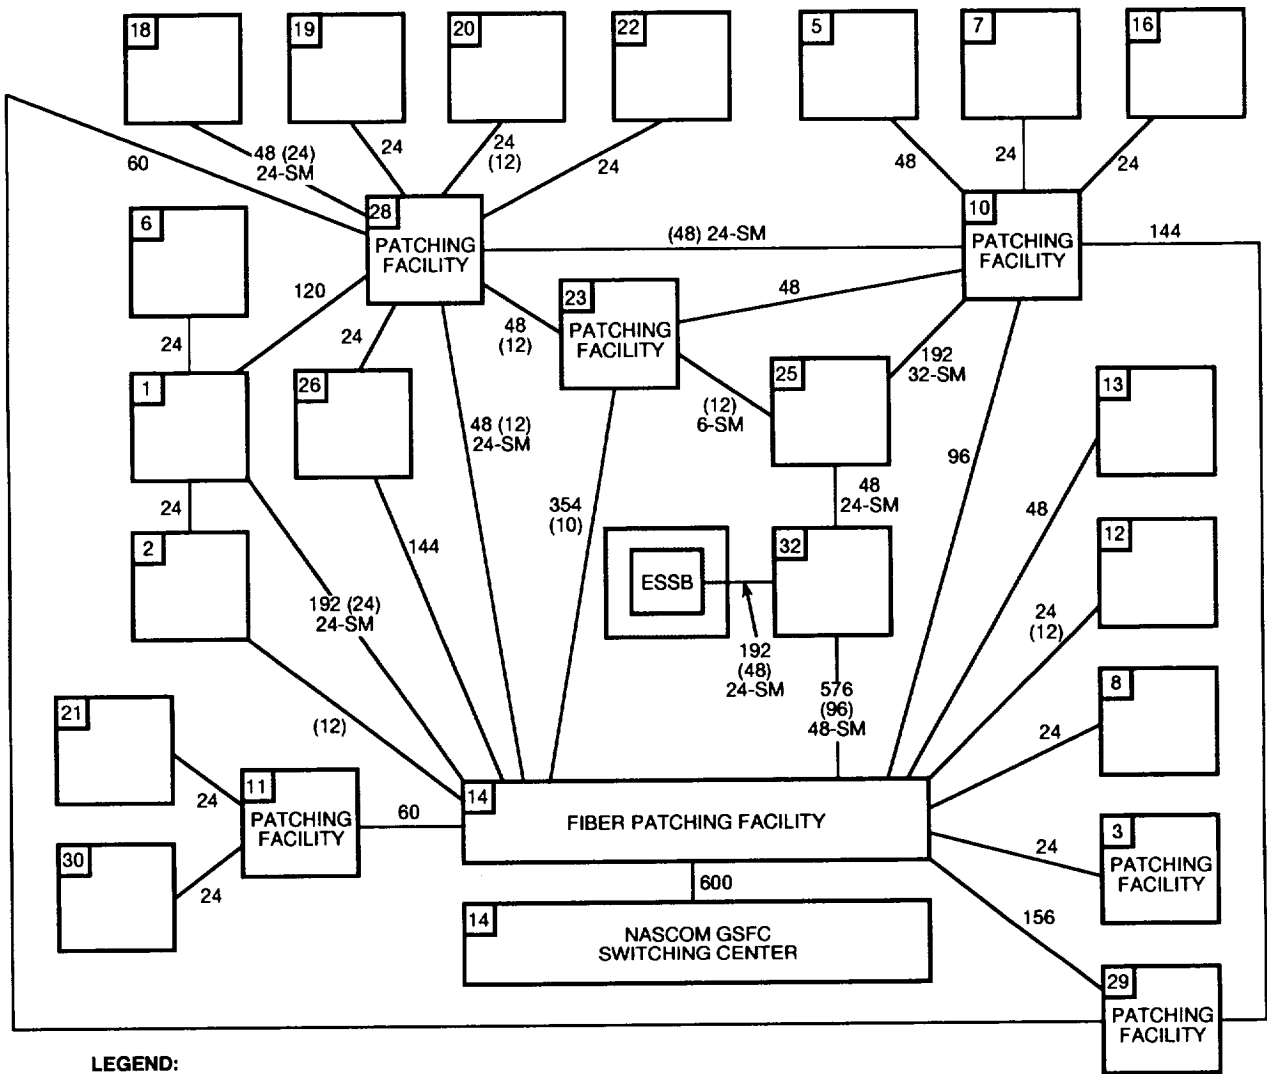 18
19
20
22
5
7
16
60
48 (24)
24-SM
24
24
(12)
24
48
24
24
6
28
PATCHING
FACILITY
(48) 24-SM
10
PATCHING
FACILITY
144
120
23
PATCHING
FACILITY
48
24
24
48
(12)
192
32-SM
1
26
25
13
48 (12)
24-SM
(12)
6-SM
96
24
354
(10)
48
24-SM
48
2
144
ESSB
32
12
192 (24)
24-SM
192
(48)
24-SM
24
(12)
576
(96)
48-SM
8
21
(12)
24
24
11
PATCHING
FACILITY
60
14
FIBER PATCHING FACILITY
3
PATCHING
FACILITY
24
30
24
600
14
NASCOM GSFC
SWITCHING CENTER
156
29
PATCHING
FACILITY
LEGEND: